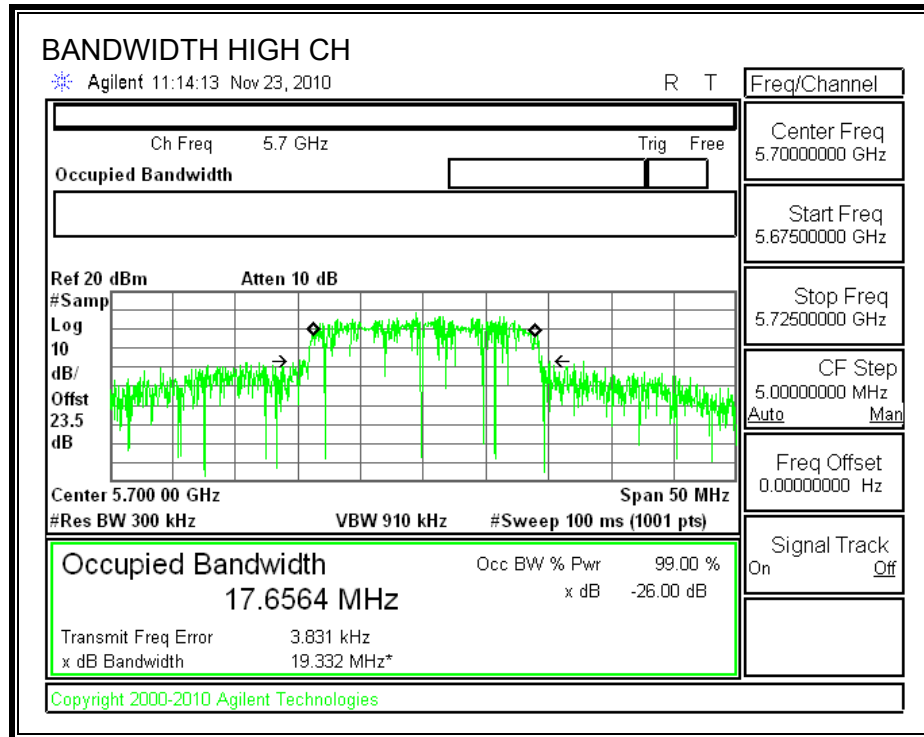 BANDWIDTH HIGH CH
Agilent 11:14:13 Nov 23, 2010 R T
Freq/Channel
Ch Freq 5.7 GHz Trig Free
Occupied Bandwidth
Center Freq
5.70000000 GHz
Start Freq
5.67500000 GHz
Stop Freq
5.72500000 GHz
CF Step
5.00000000 MHz
Auto Man
Freq Offset
0.00000000 Hz
Signal Track
On Off
Ref 20 dBm Atten 10 dB
#Samp
Log
10
dB/
Offst
23.5
dB
Center 5.700 00 GHz Span 50 MHz
#Res BW 300 kHz VBW 910 kHz #Sweep 100 ms (1001 pts)
Occupied Bandwidth Occ BW % Pwr 99.00 %
17.6564 MHz x dB -26.00 dB
Transmit Freq Error 3.831 kHz
x dB Bandwidth 19.332 MHz*
Copyright 2000-2010 Agilent Technologies